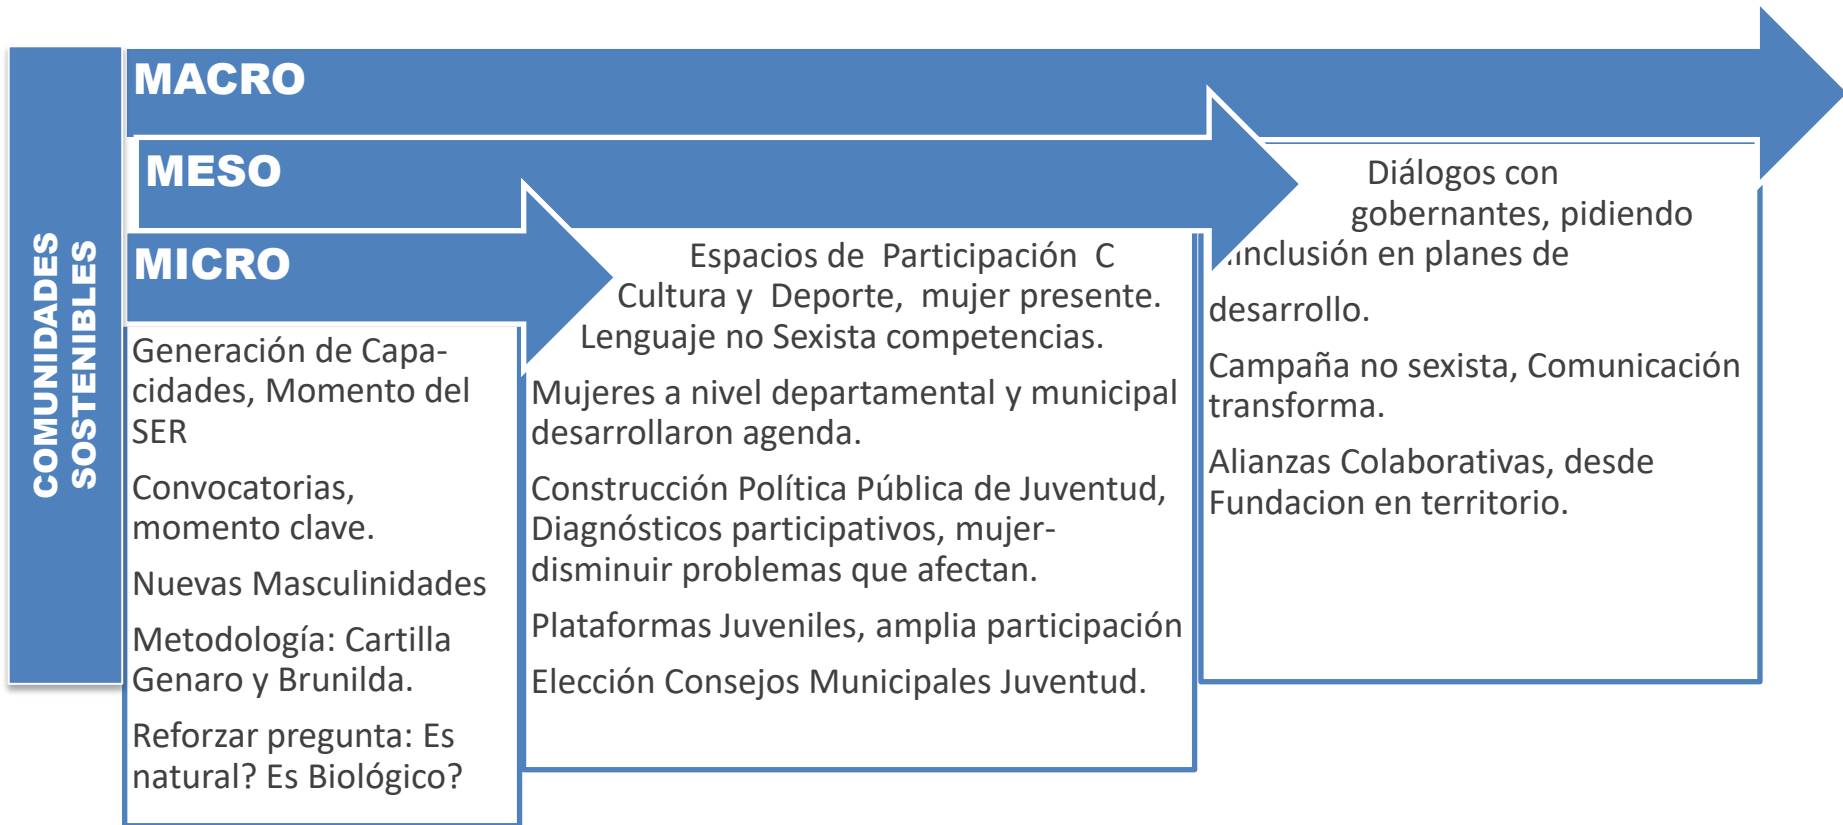 COMUNIDADES
SOSTENIBLES
MACRO
MESO
MICRO
Generación de Capa-
cidades, Momento del
SER
Convocatorias,
momento clave.
Nuevas Masculinidades
Metodología: Cartilla
Genaro y Brunilda.
Reforzar pregunta: Es
natural? Es Biológico?
Espacios de Participación C
Cultura y Deporte, mujer presente.
Lenguaje no Sexista competencias.
Mujeres a nivel departamental y municipal
desarrollaron agenda.
Construcción Política Pública de Juventud,
Diagnósticos participativos, mujer-
disminuir problemas que afectan.
Plataformas Juveniles, amplia participación
Elección Consejos Municipales Juventud.
Diálogos con
gobernantes, pidiendo
inclusión en planes de
desarrollo.
Campaña no sexista, Comunicación
transforma.
Alianzas Colaborativas, desde
Fundacion en territorio.